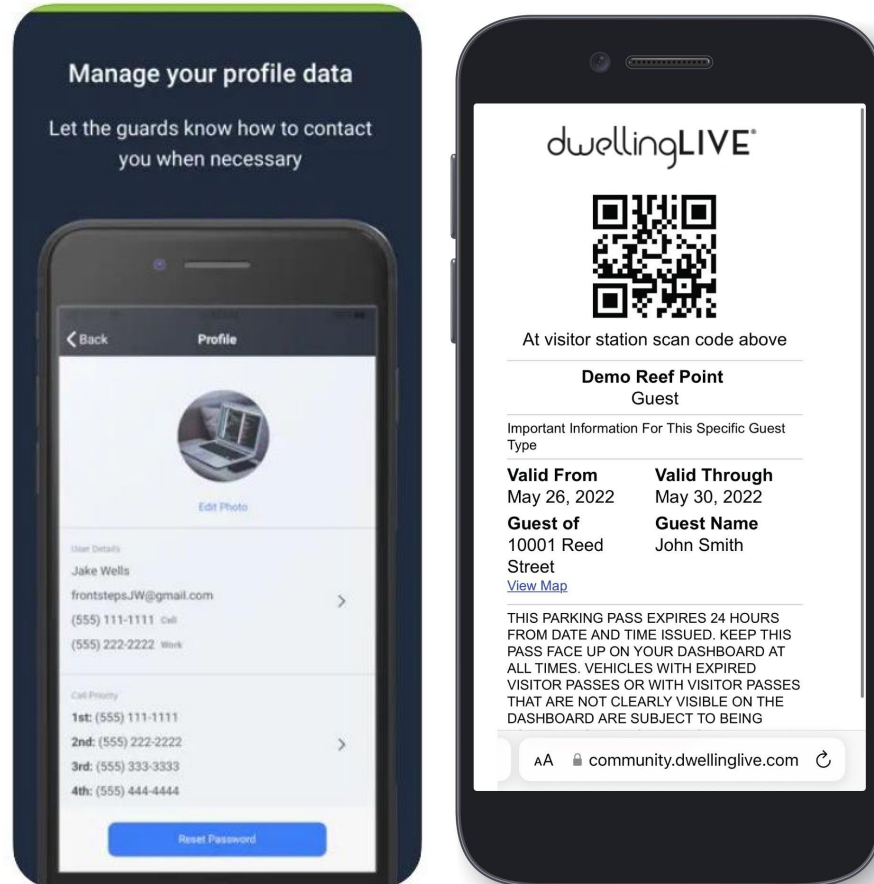 Manage your profile data
Let the guards know how to contact
you when necessary
Back
Profile
Edit Photo
User Details
Jake Wells
frontstepsJW@gmail.com
(555) 111-1111 Cell
(555) 222-2222 Work
Call Priority
1st: (555) 111-1111
2nd: (555) 222-2222
3rd: (555) 333-3333
4th: (555) 444-4444
Reset Password
dwellingLIVE®
At visitor station scan code above
Demo Reef Point
Guest
Important Information For This Specific Guest
Type
Valid From
May 26, 2022
Valid Through
May 30, 2022
Guest of
10001 Reed
Street
View Map
Guest Name
John Smith
THIS PARKING PASS EXPIRES 24 HOURS
FROM DATE AND TIME ISSUED. KEEP THIS
PASS FACE UP ON YOUR DASHBOARD AT
ALL TIMES. VEHICLES WITH EXPIRED
VISITOR PASSES OR WITH VISITOR PASSES
THAT ARE NOT CLEARLY VISIBLE ON THE
DASHBOARD ARE SUBJECT TO BEING
AA community.dwellinglive.com